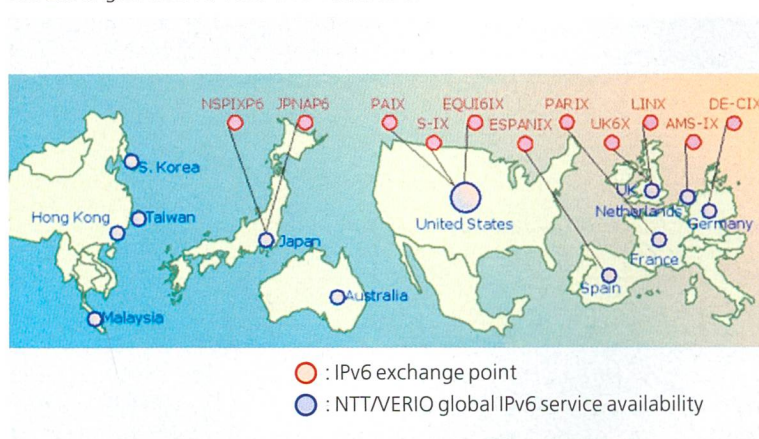 NSPIXP6 JPNAP6 PAIX EQUI6IX PARIX LINX DE-CIX
S-IX ESPANIX UK6X AMS-IX
S. Korea
UK
Hong Kong Taiwan Netherlands
United States Germany
Japan
France
Spain
Australia
Malaysia
: IPv6 exchange point
: NTT/VERIO global IPv6 service availability